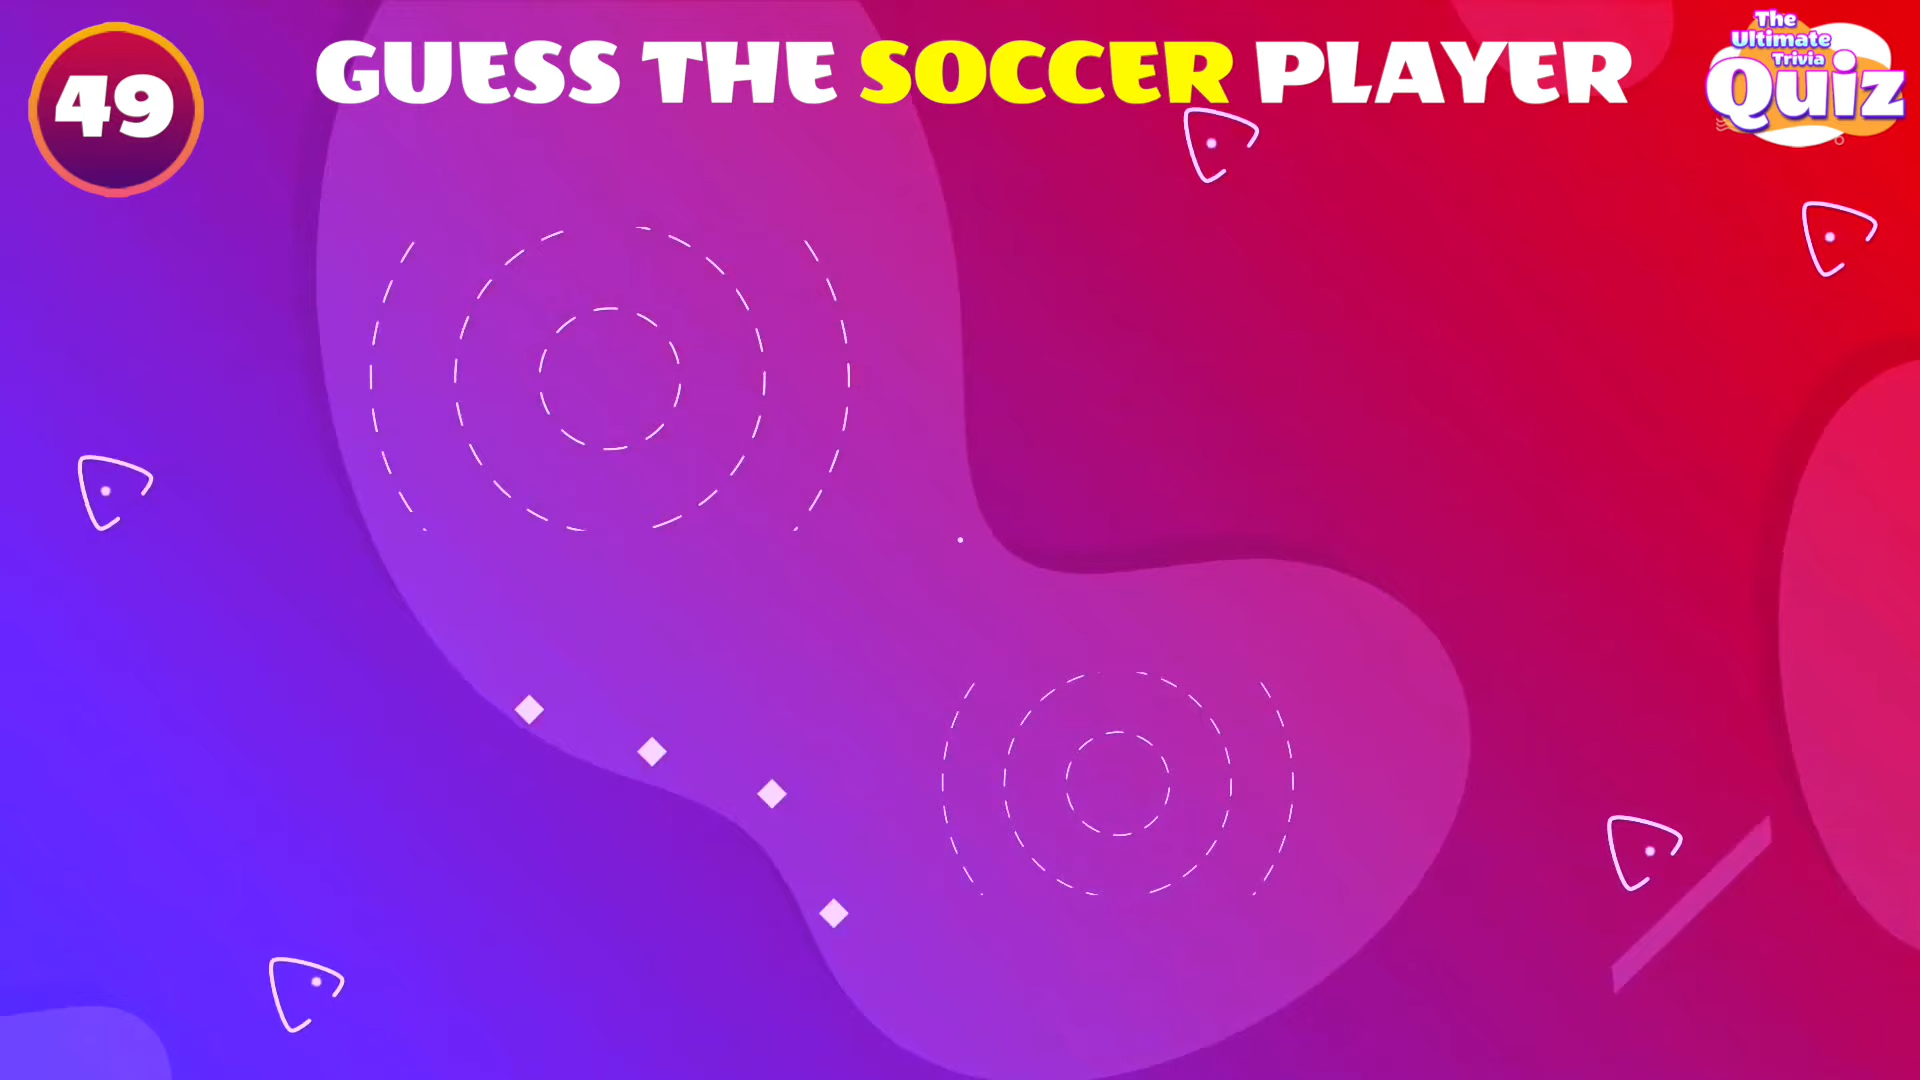 49
GUESS THE SOCCER PLAYER
The
Ultimate
Trivia
Quiz